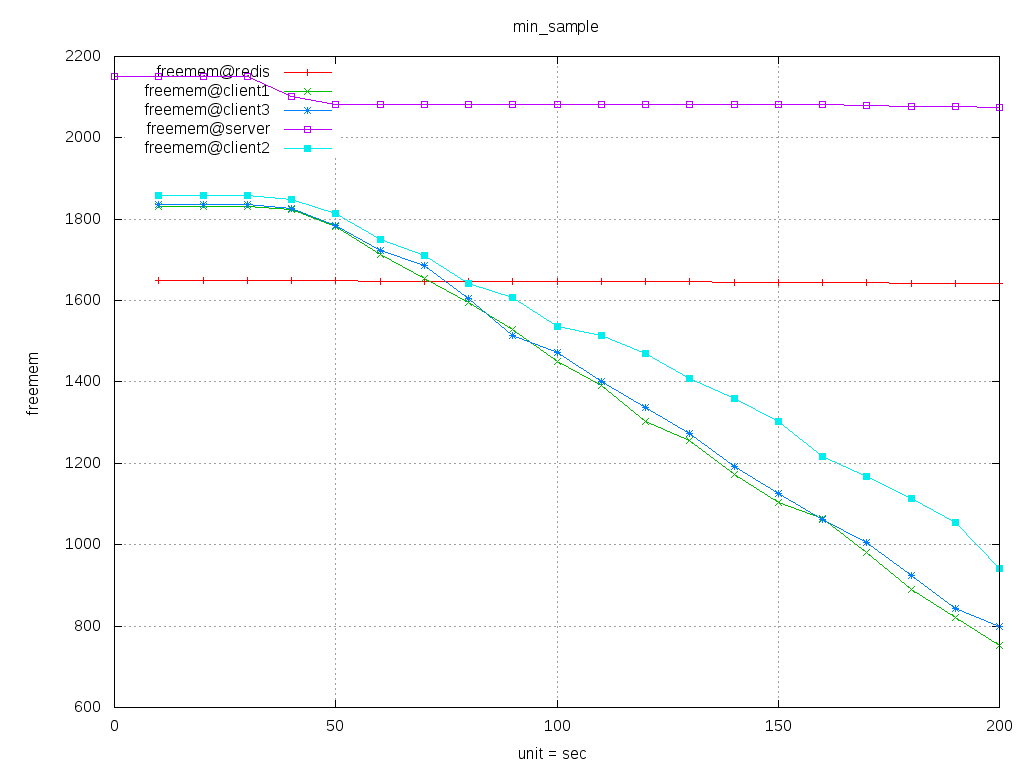 min_sample
2200
2000
1800
1600
1400
1200
1000
800
600
freemem
freemem@redis
freemem@client1
freemem@client3
freemem@server
freemem@client2
0 50 100 150 200
unit = sec